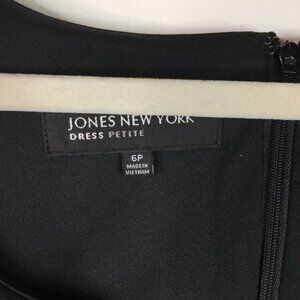 JONES NEW YORK
DRESS PETITE
6P
MADE IN
VIETNAM